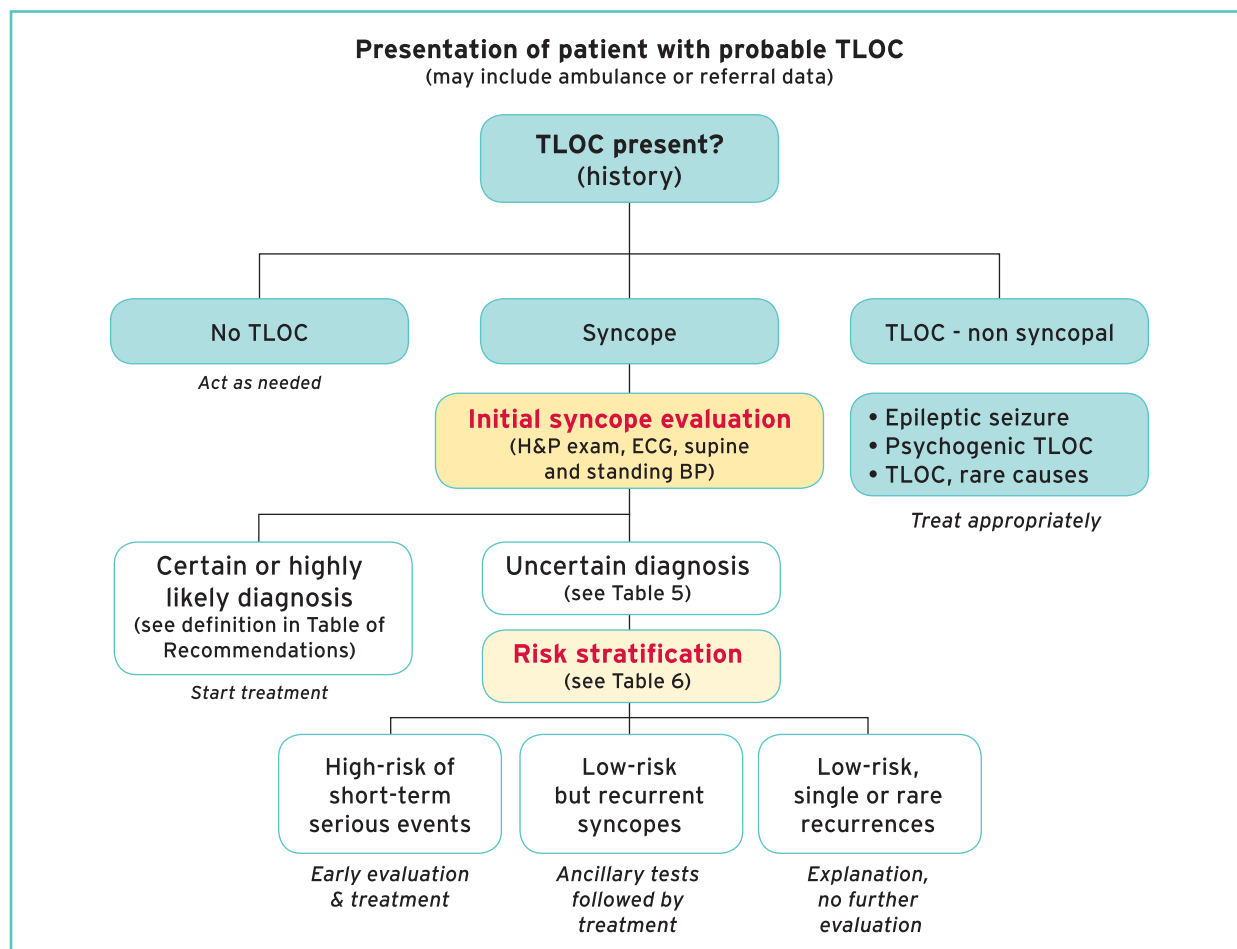 Presentation of patient with probable TLOC
(may include ambulance or referral data)
TLOC present?
(history)
No TLOC
Act as needed
Syncope
TLOC - non syncopal
Initial syncope evaluation
(H&P exam, ECG, supine
and standing BP)
• Epileptic seizure
• Psychogenic TLOC
• TLOC, rare causes
Treat appropriately
Certain or highly
likely diagnosis
(see definition in Table of
Recommendations)
Start treatment
Uncertain diagnosis
(see Table 5)
Risk stratification
(see Table 6)
High-risk of
short-term
serious events
Early evaluation
& treatment
Low-risk
but recurrent
syncopes
Ancillary tests
followed by
treatment
Low-risk,
single or rare
recurrences
Explanation,
no further
evaluation